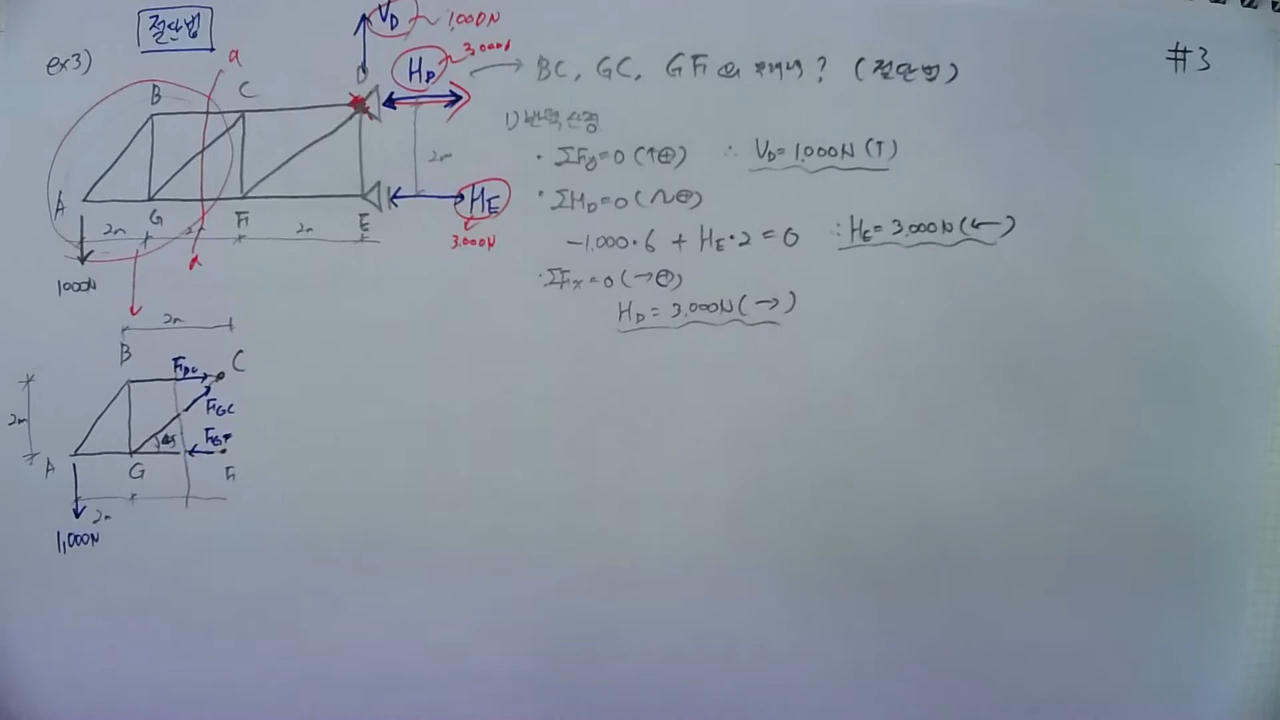 절단법
#3
ex3)
a
V_D ~ 1,000N
H_D 3,000N
B C D
→ BC, GC, GF의 부재력? (절단법)
1) 반력산정
2m
· ΣFy=0 (↑⊕) ∴ V_D=1,000N (↑)
A G F E
H_E
3,000N
· ΣM_D=0 (⊕)
2m 2m 2m
a
-1,000·6 + H_E·2 = 0 ∴ H_E = 3,000N (←)
1000N
· ΣFx=0 (→⊕)
H_D = 3,000N (→)
2m
B C
F_BC
2m
F_GC
45
F_GF
A G F
2m
1,000N